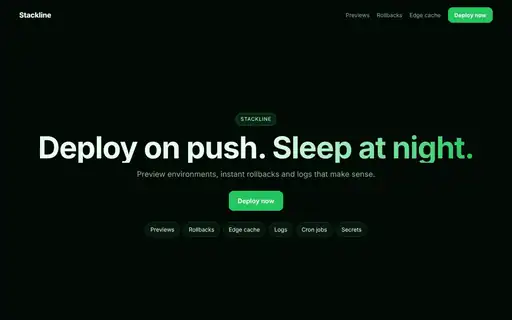 Stackline
Previews Rollbacks Edge cache Deploy now
STACKLINE
Deploy on push. Sleep at night.
Preview environments, instant rollbacks and logs that make sense.
Deploy now
Previews Rollbacks Edge cache Logs Cron jobs Secrets